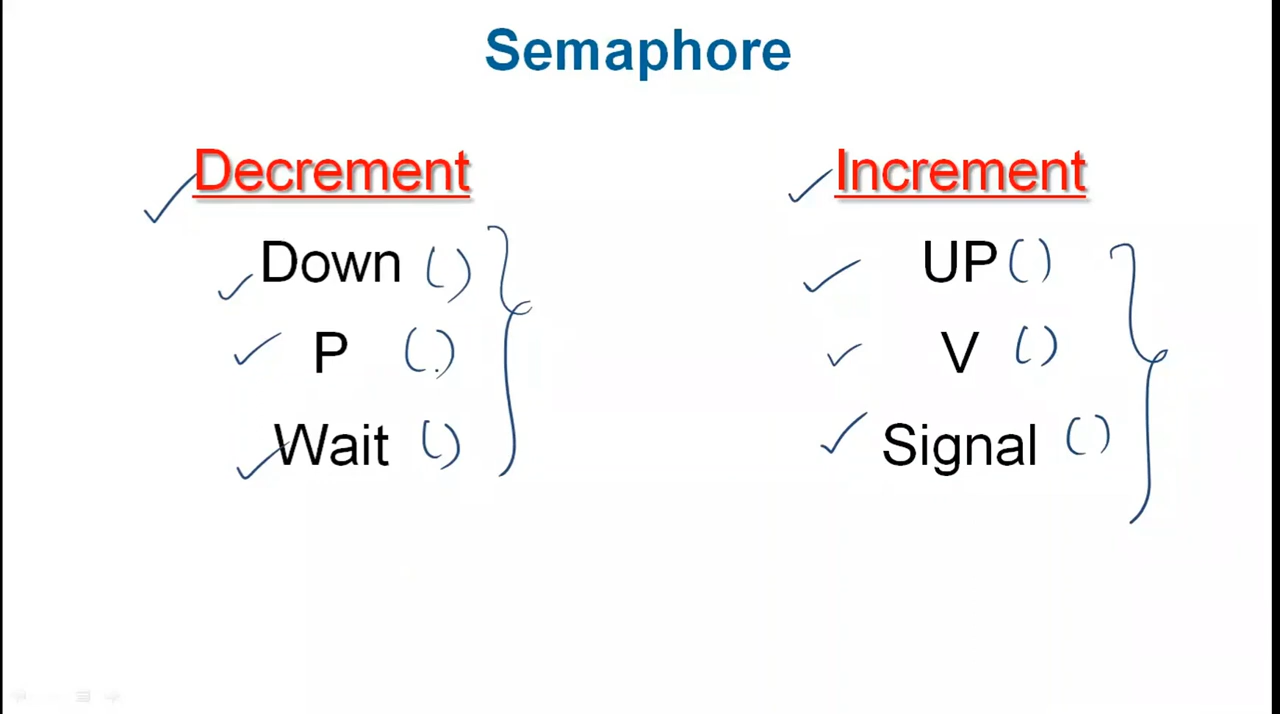 Semaphore
Decrement
Down ()
P ()
Wait ()
Increment
UP ()
V ()
Signal ()